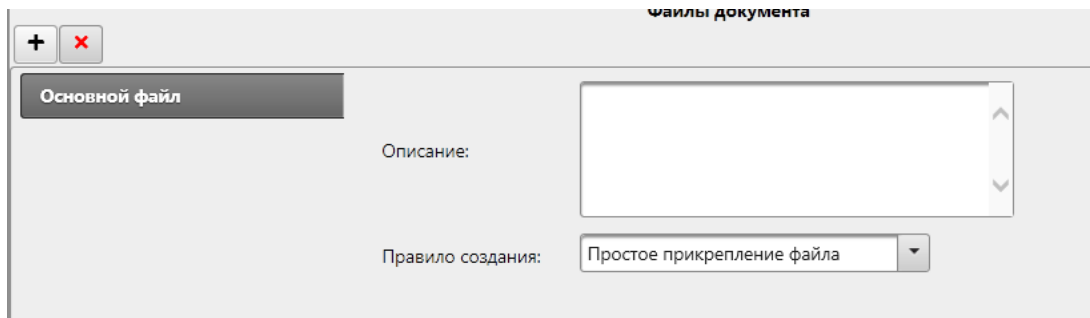 Файлы документа
Основной файл
Описание:
Правило создания:
Простое прикрепление файла